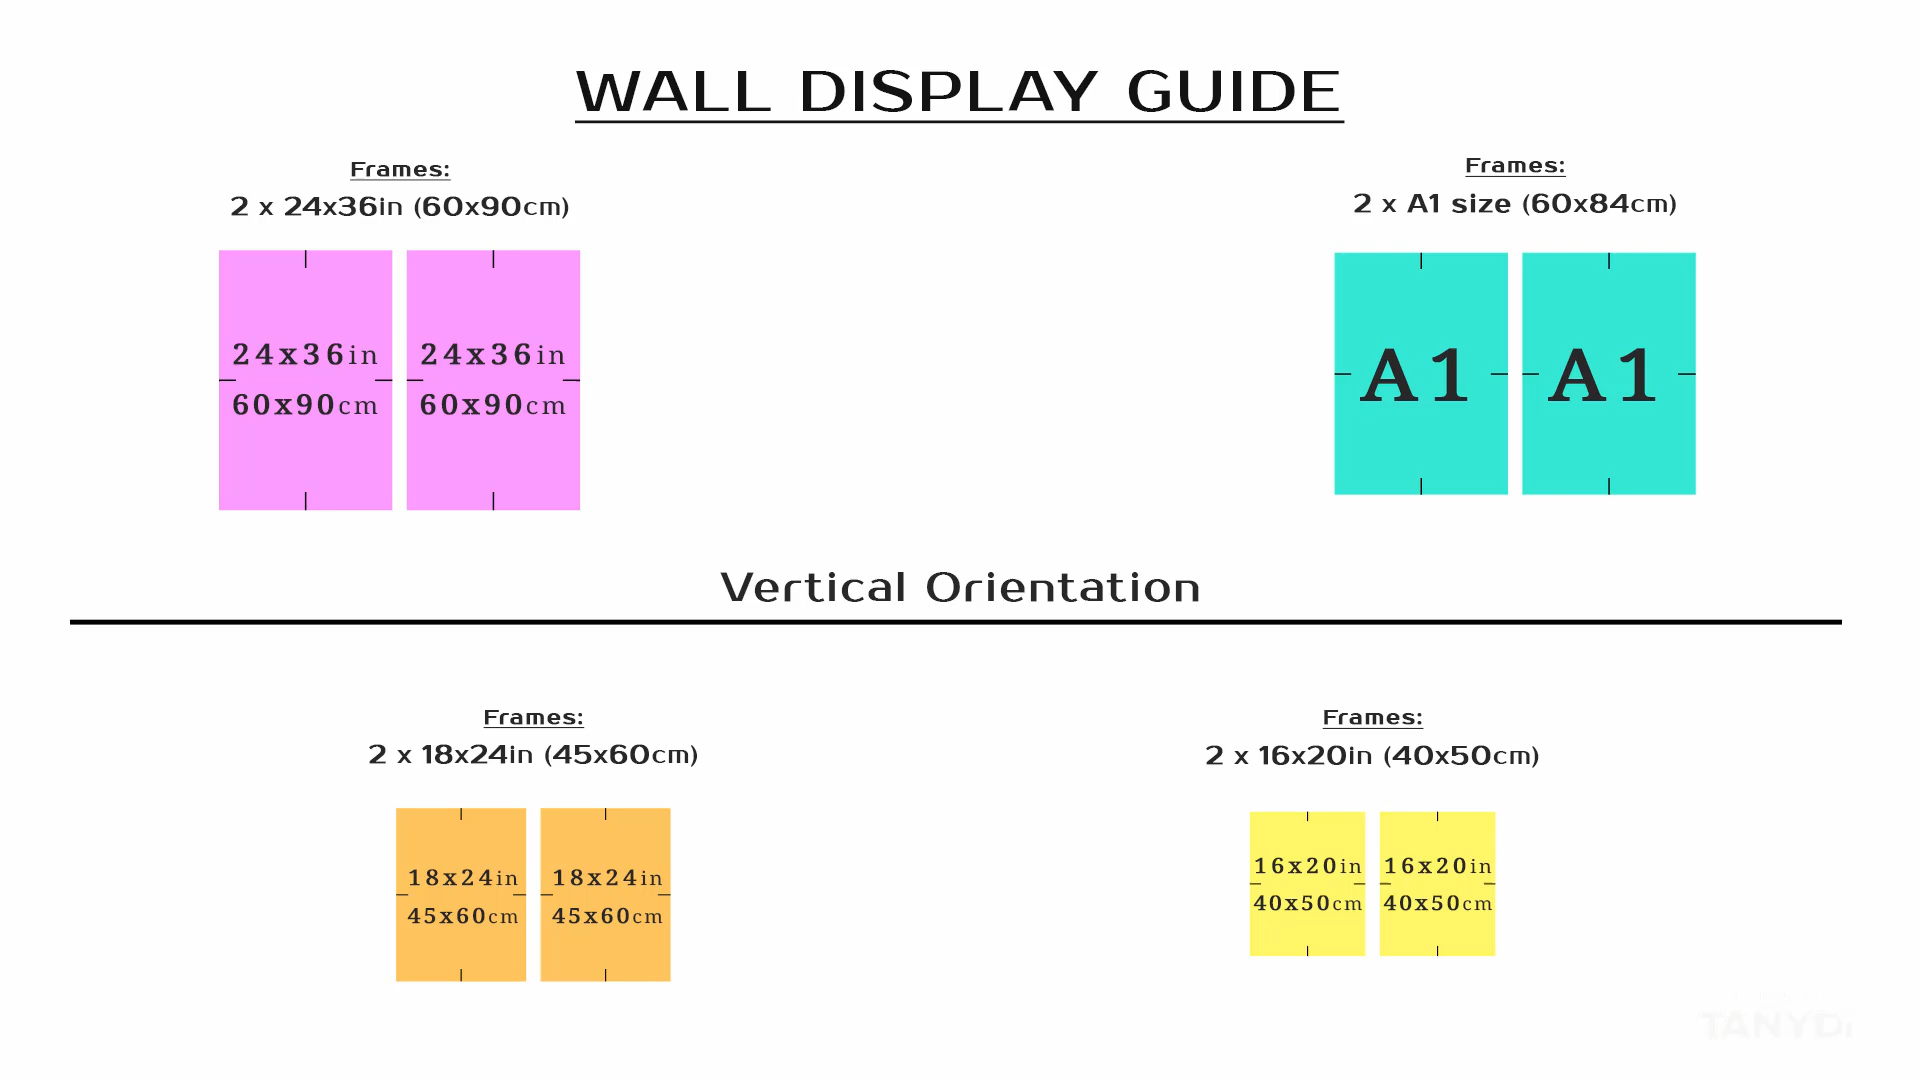 WALL DISPLAY GUIDE
Frames:
2 x 24x36in (60x90cm)
24x36in
60x90cm
24x36in
60x90cm
Frames:
2 x A1 size (60x84cm)
A1
A1
Vertical Orientation
Frames:
2 x 18x24in (45x60cm)
18x24in
45x60cm
18x24in
45x60cm
Frames:
2 x 16x20in (40x50cm)
16x20in
40x50cm
16x20in
40x50cm